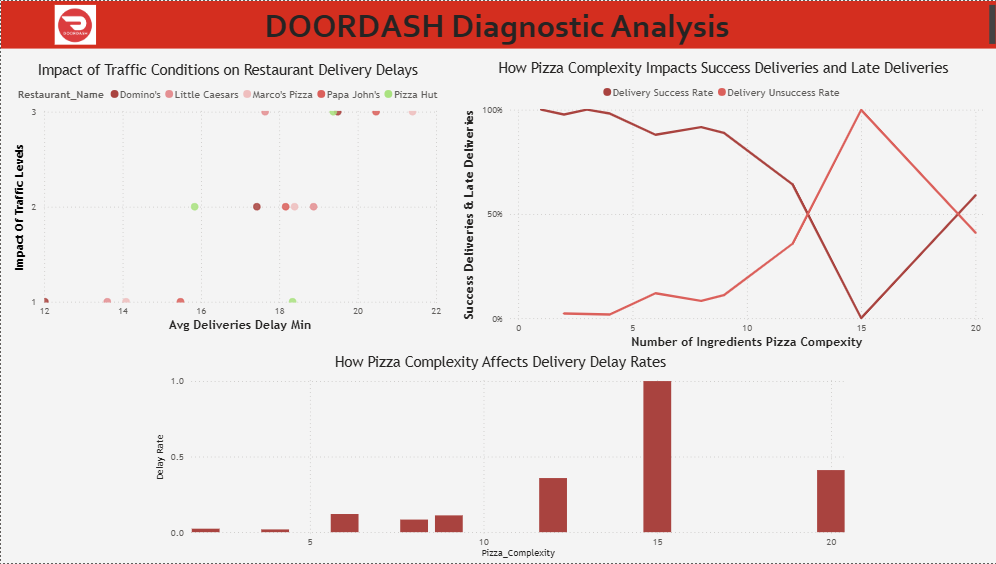 DOORDASH
DOORDASH Diagnostic Analysis
Impact of Traffic Conditions on Restaurant Delivery Delays
Restaurant_Name Domino's Little Caesars Marco's Pizza Papa John's Pizza Hut
Impact Of Traffic Levels
3
2
1
12 14 16 18 20 22
Avg Deliveries Delay Min
How Pizza Complexity Impacts Success Deliveries and Late Deliveries
Delivery Success Rate Delivery Unsuccess Rate
Success Deliveries & Late Deliveries
100%
50%
0%
0 5 10 15 20
Number of Ingredients Pizza Compexity
How Pizza Complexity Affects Delivery Delay Rates
Delay Rate
1.0
0.5
0.0
5 10 15 20
Pizza_Complexity